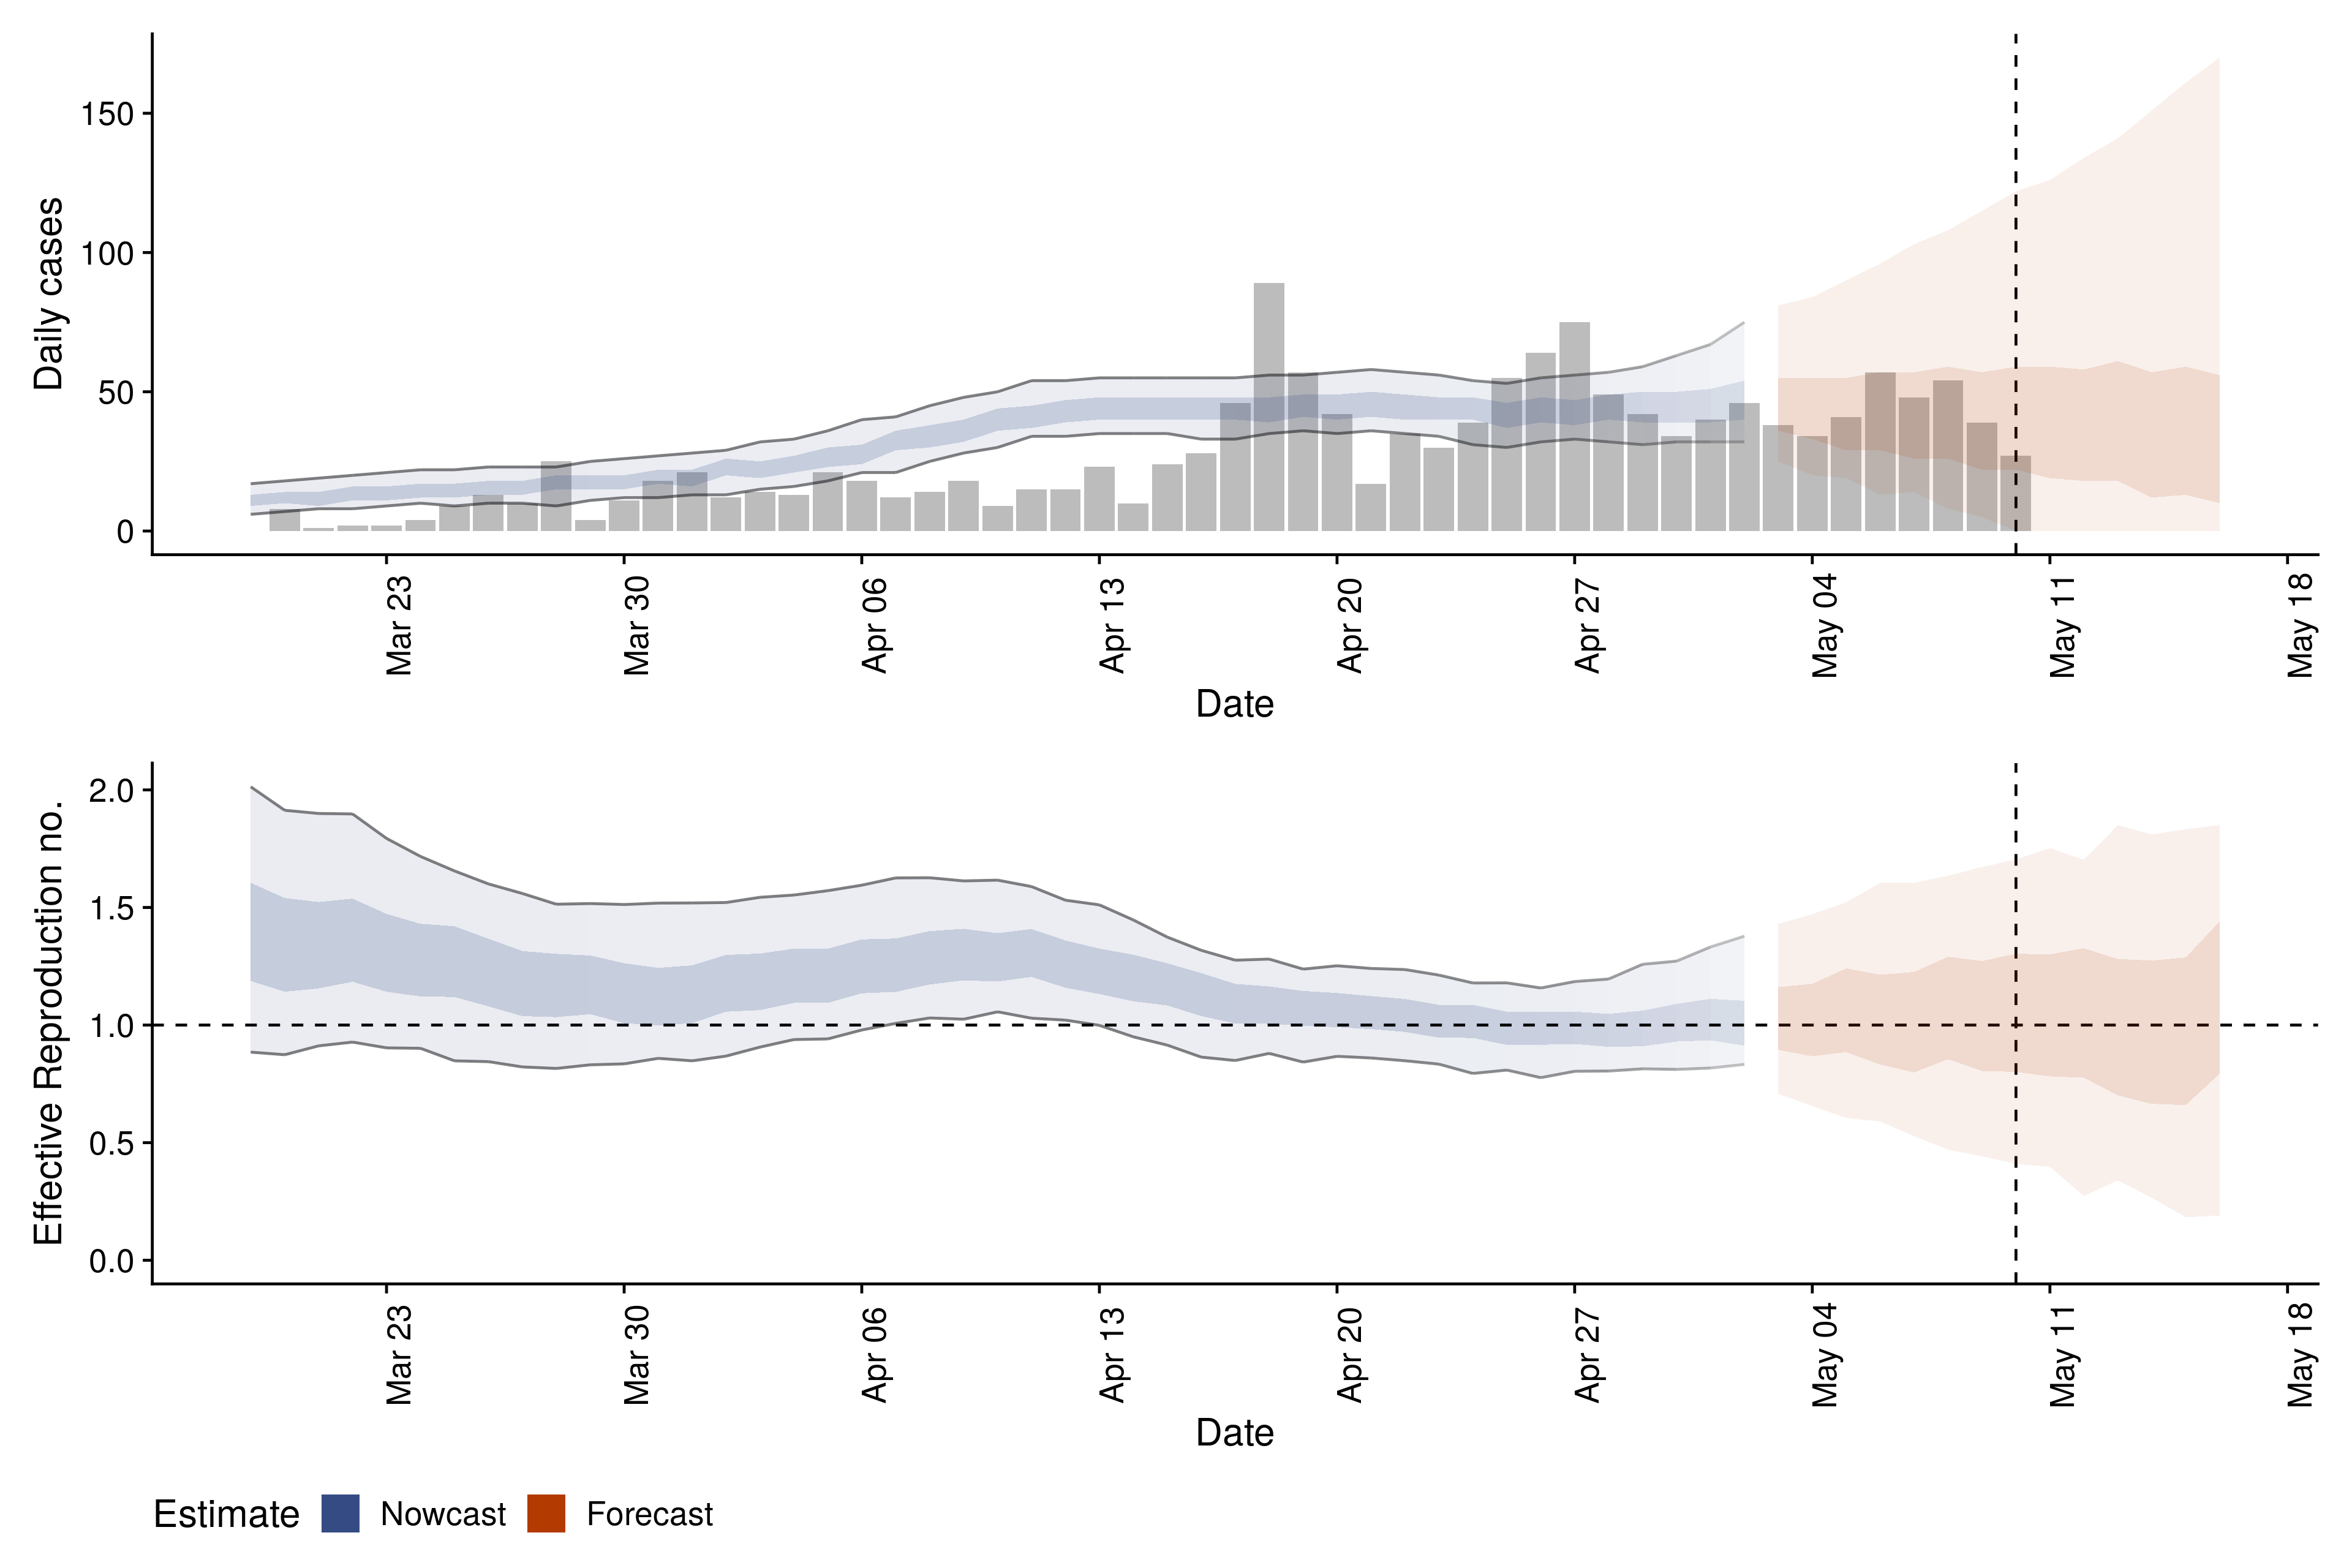 Daily cases
150
100
50
0
Mar 23
Mar 30
Apr 06
Apr 13
Apr 20
Apr 27
May 04
May 11
May 18
Date
Effective Reproduction no.
2.0
1.5
1.0
0.5
0.0
Mar 23
Mar 30
Apr 06
Apr 13
Apr 20
Apr 27
May 04
May 11
May 18
Date
Estimate Nowcast Forecast